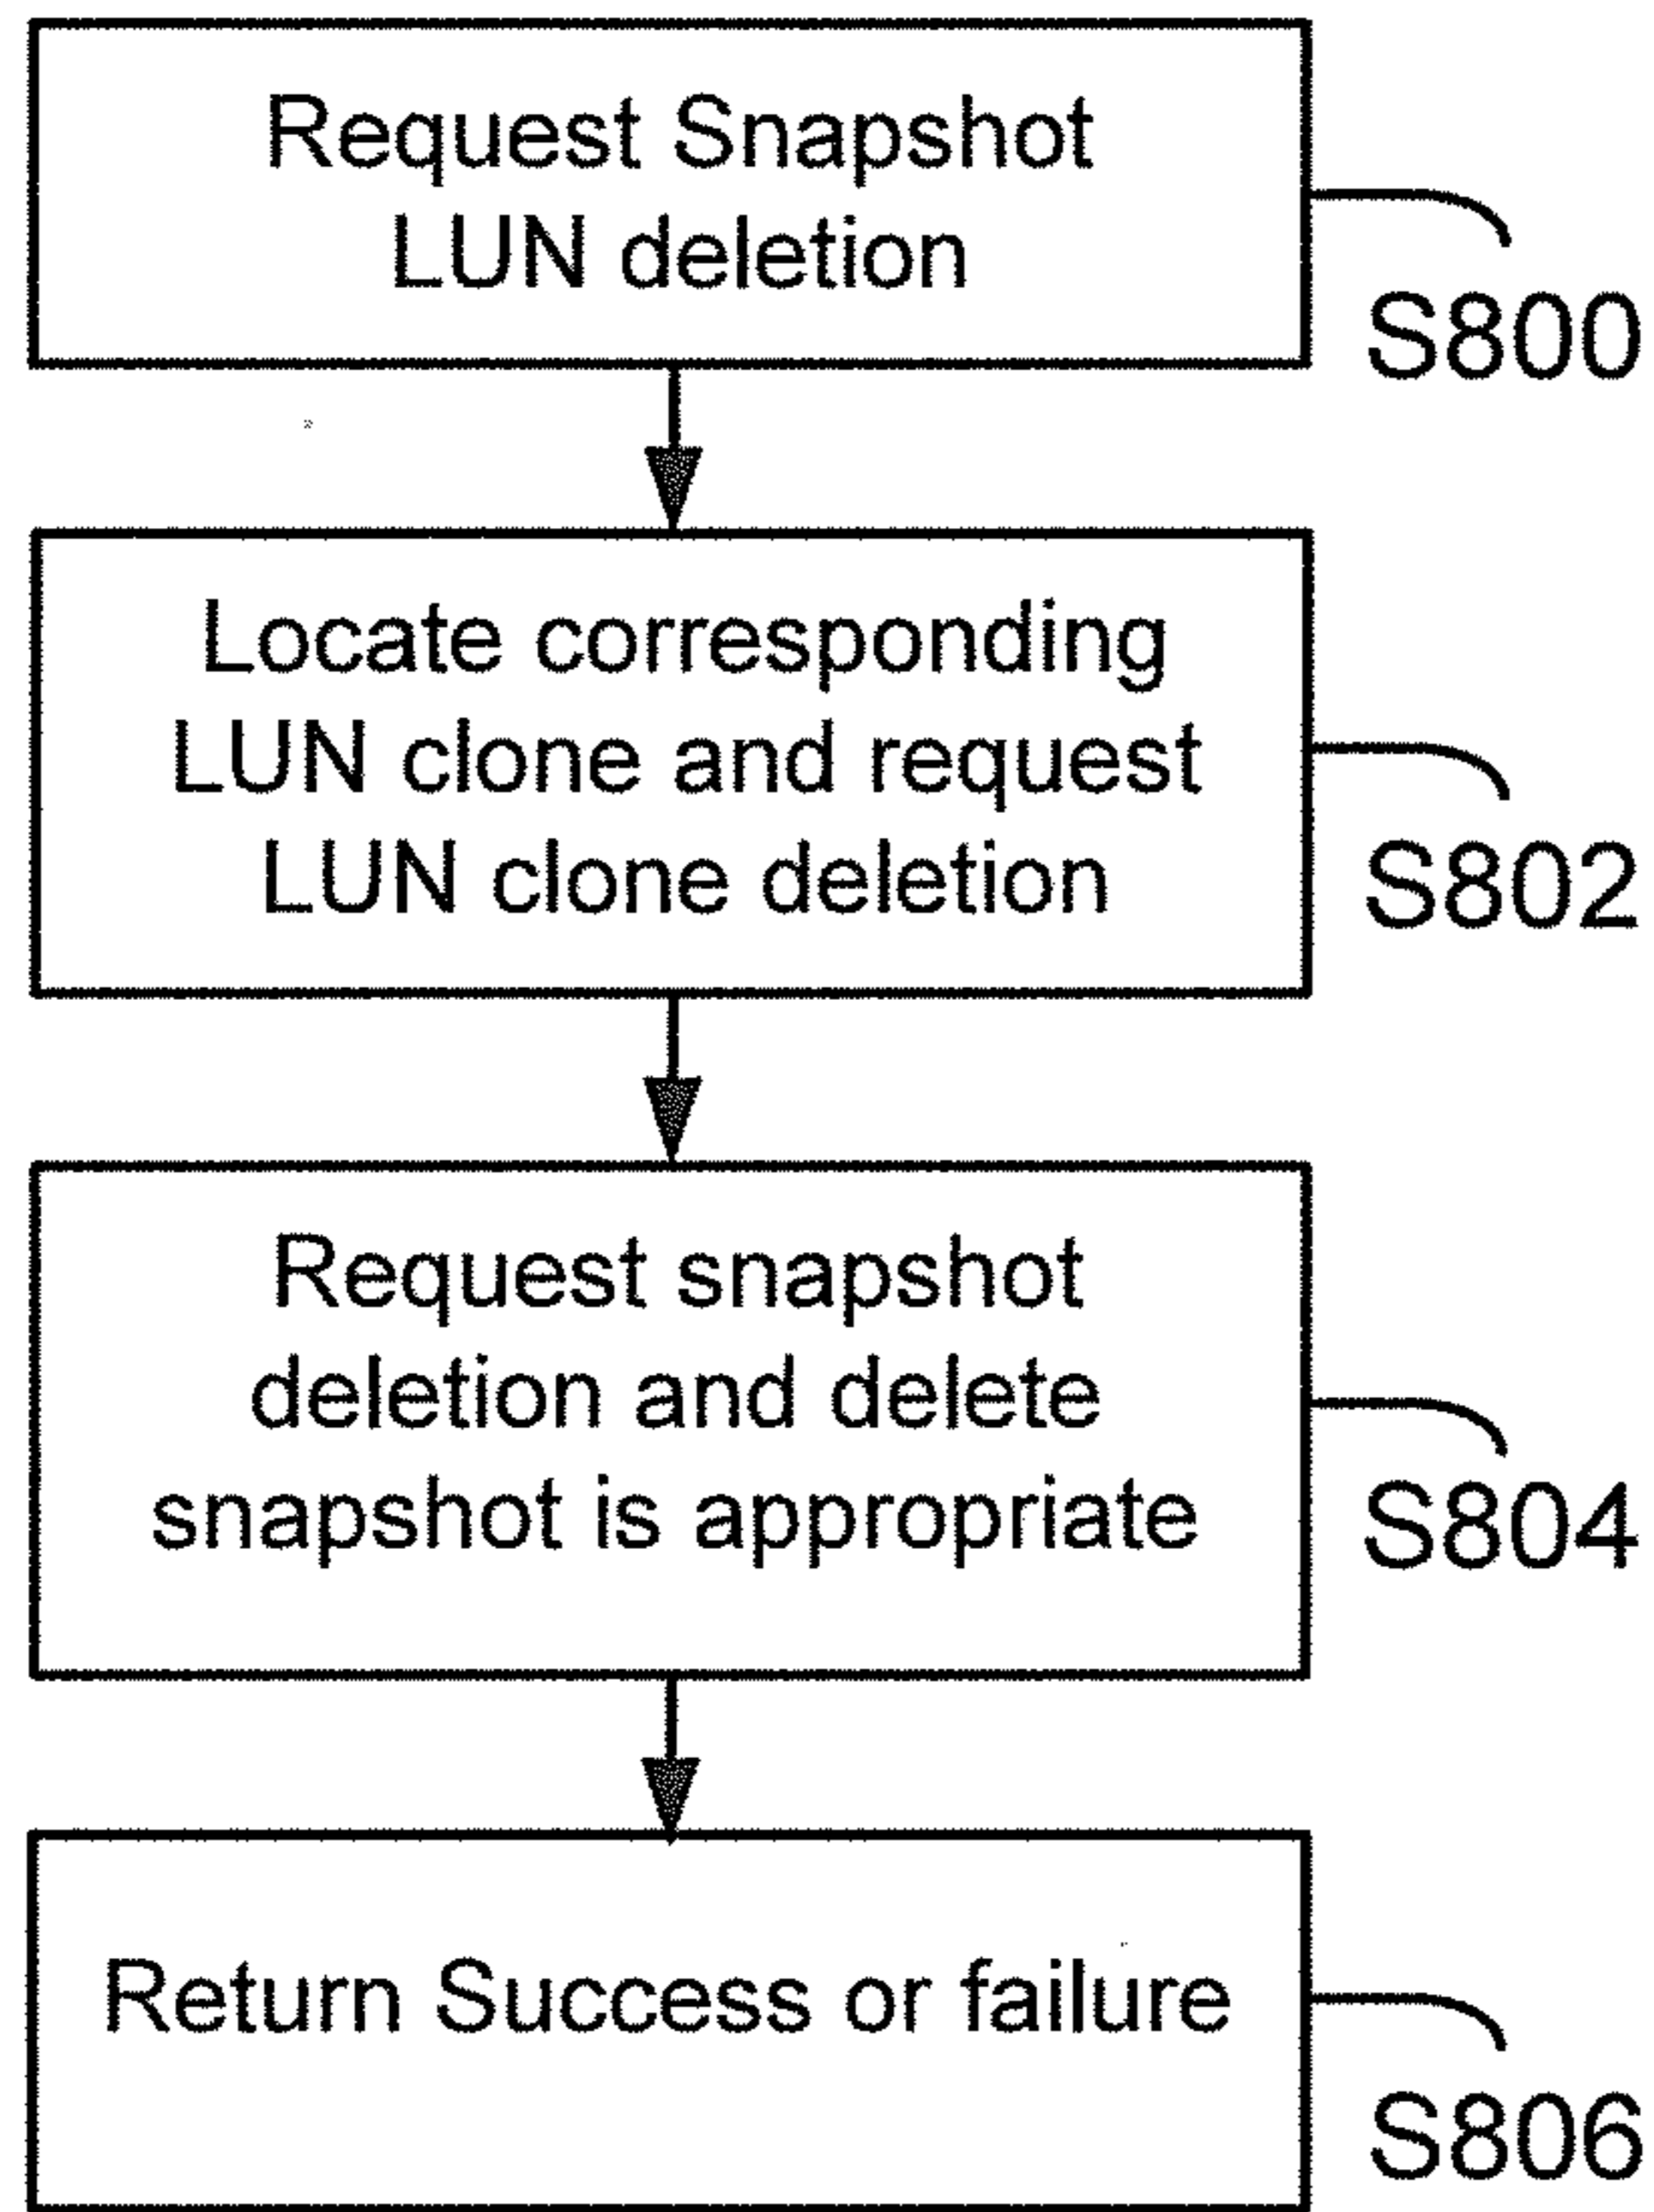 Request Snapshot
LUN deletion
S800
Locate corresponding
LUN clone and request
LUN clone deletion
S802
Request snapshot
deletion and delete
snapshot is appropriate
S804
Return Success or failure
S806